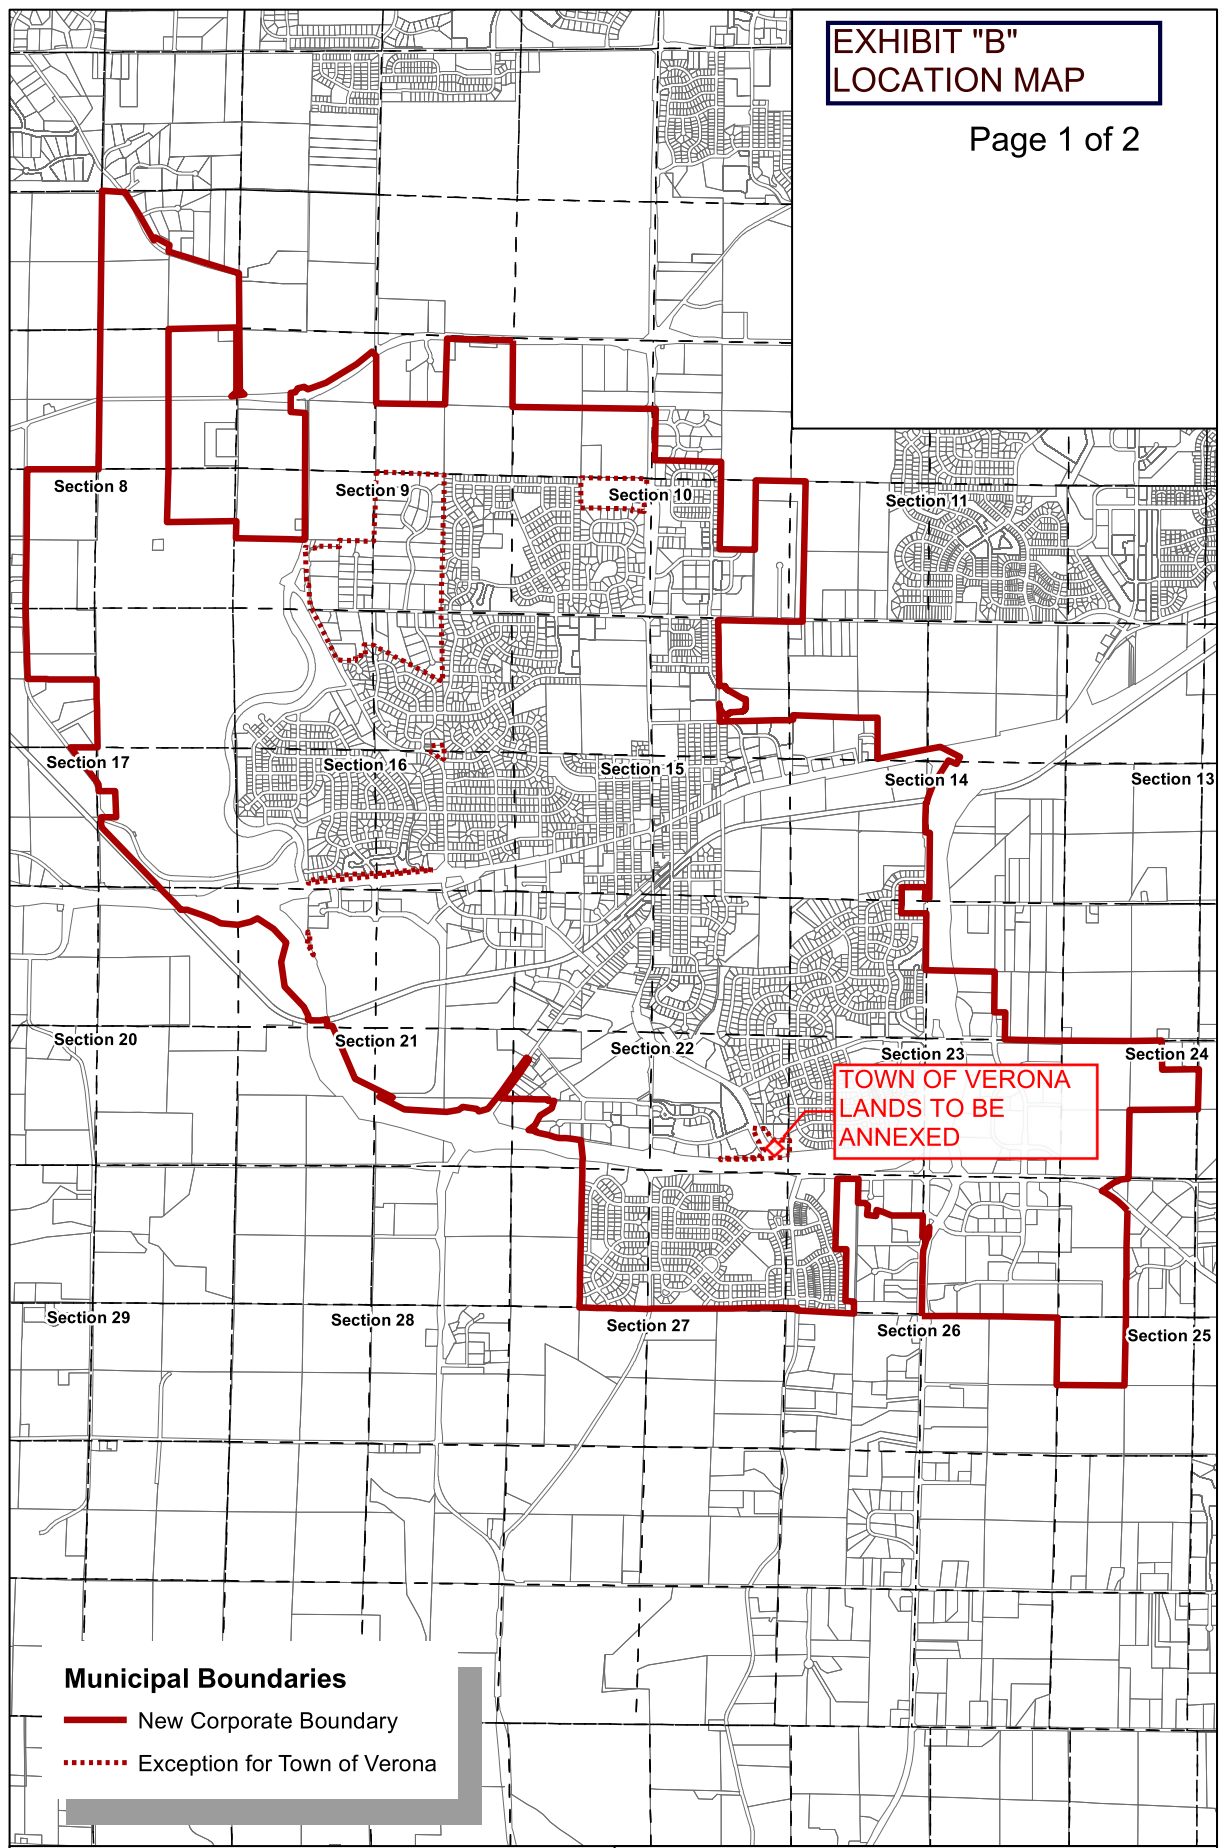 EXHIBIT "B"
LOCATION MAP
Page 1 of 2
Section 8
Section 9
Section 10
Section 11
Section 17
Section 16
Section 15
Section 14
Section 13
Section 20
Section 21
Section 22
Section 23
Section 24
TOWN OF VERONA
LANDS TO BE
ANNEXED
Section 29
Section 28
Section 27
Section 26
Section 25
Municipal Boundaries
New Corporate Boundary
Exception for Town of Verona